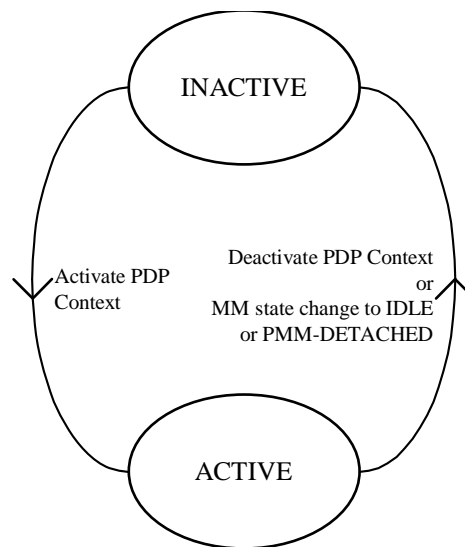 INACTIVE
Activate PDP
Context
Deactivate PDP Context
or
MM state change to IDLE
or PMM-DETACHED
ACTIVE